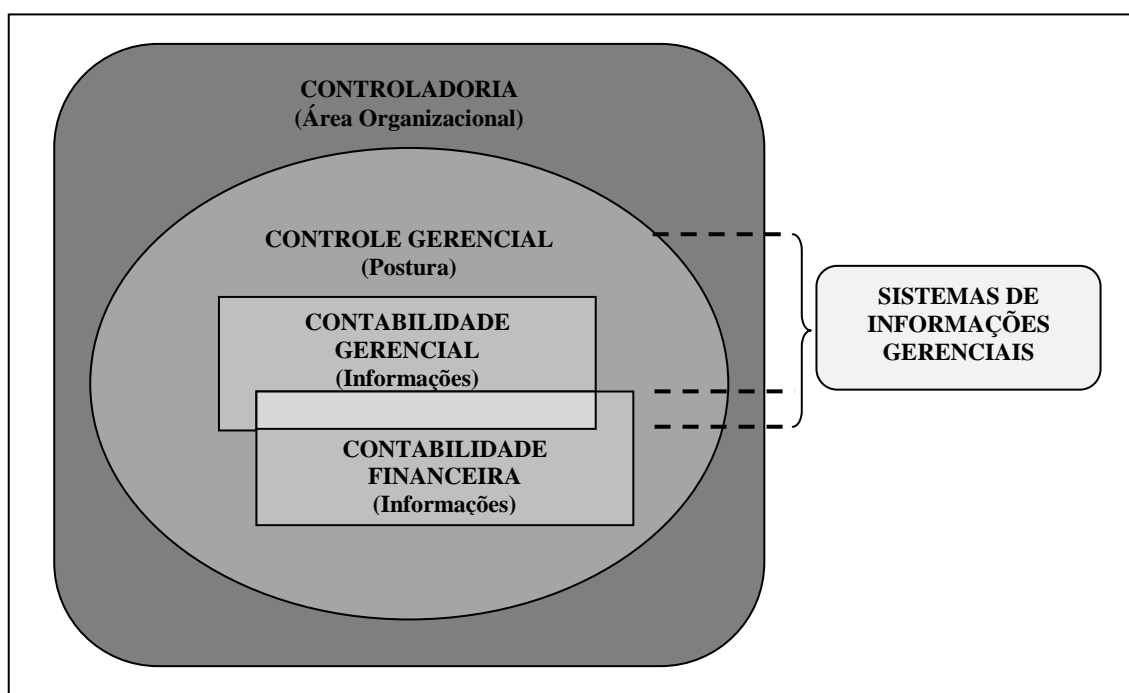 CONTROLADORIA
(Área Organizacional)
CONTROLE GERENCIAL
(Postura)
CONTABILIDADE
GERENCIAL
(Informações)
CONTABILIDADE
FINANCEIRA
(Informações)
SISTEMAS DE
INFORMAÇÕES
GERENCIAIS